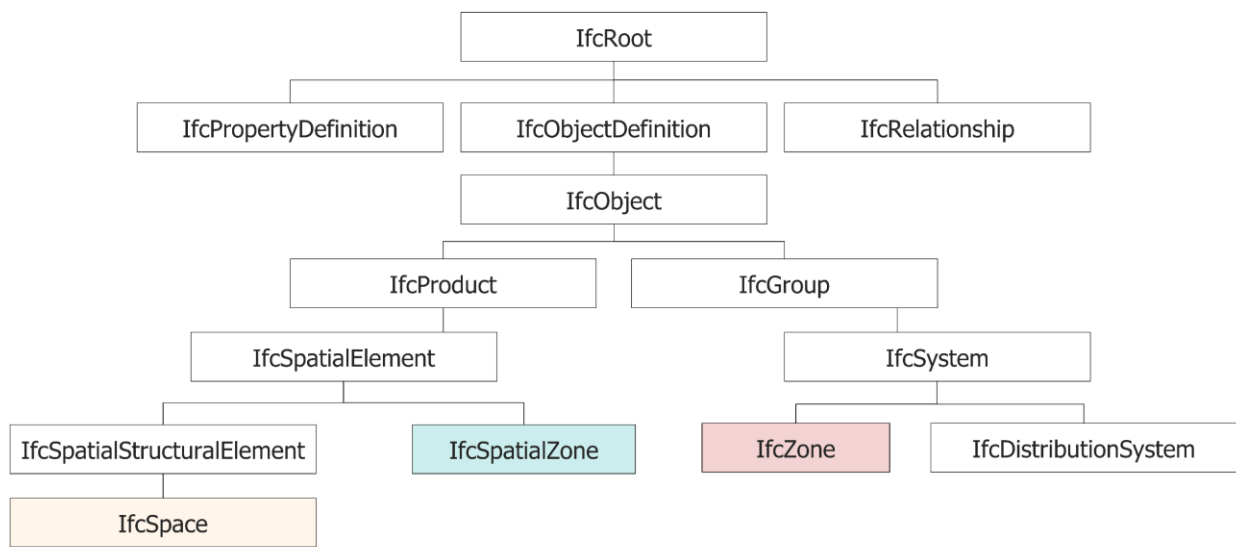 IfcRoot
IfcPropertyDefinition
IfcObjectDefinition
IfcRelationship
IfcObject
IfcProduct
IfcGroup
IfcSpatialElement
IfcSystem
IfcSpatialStructuralElement
IfcSpatialZone
IfcZone
IfcDistributionSystem
IfcSpace